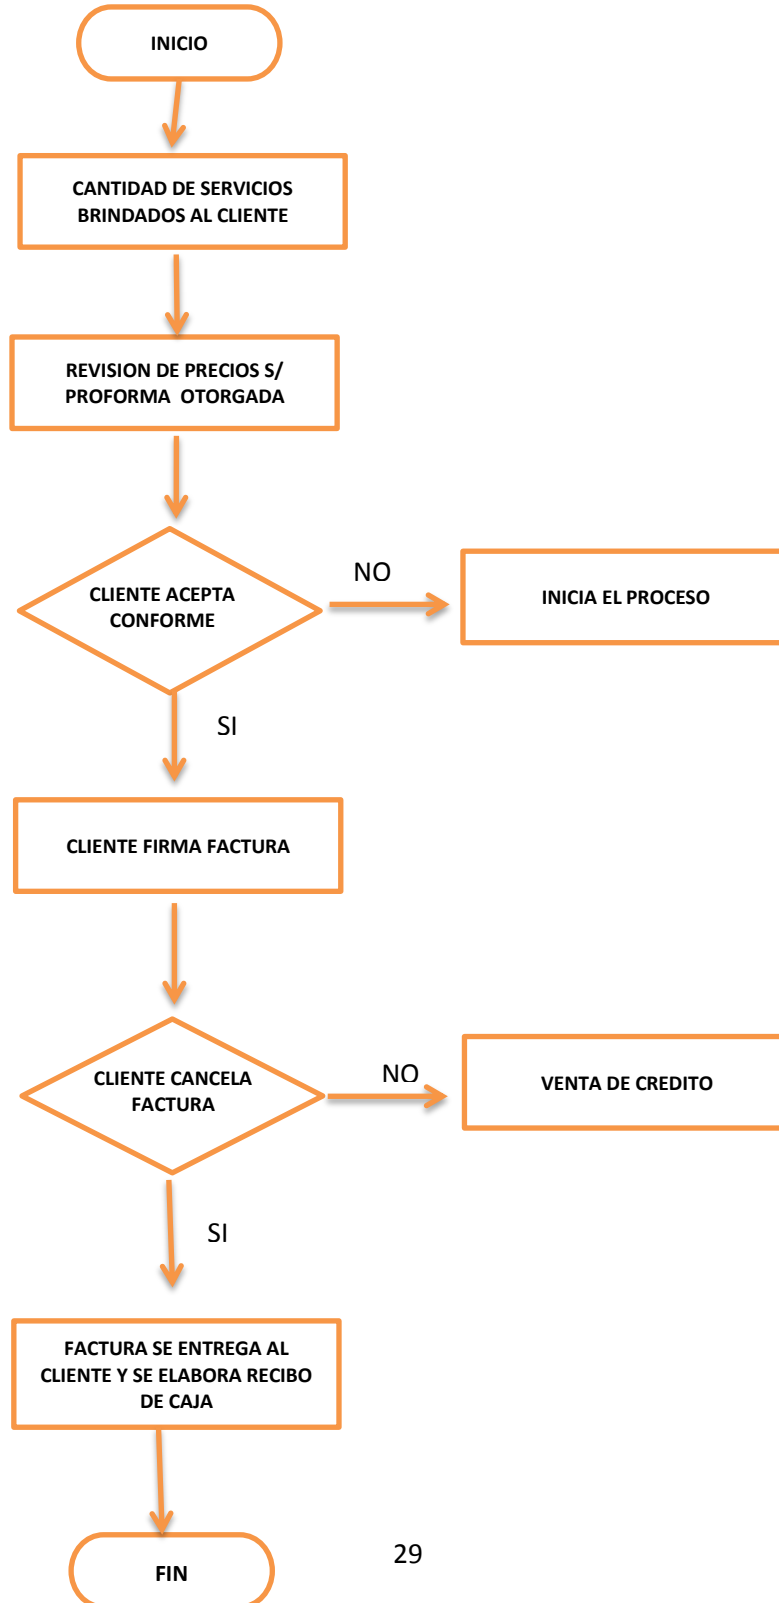 INICIO
CANTIDAD DE SERVICIOS
BRINDADOS AL CLIENTE
REVISION DE PRECIOS S/
PROFORMA OTORGADA
CLIENTE ACEPTA
CONFORME
NO
INICIA EL PROCESO
SI
CLIENTE FIRMA FACTURA
CLIENTE CANCELA
FACTURA
NO
VENTA DE CREDITO
SI
FACTURA SE ENTREGA AL
CLIENTE Y SE ELABORA RECIBO
DE CAJA
FIN
29